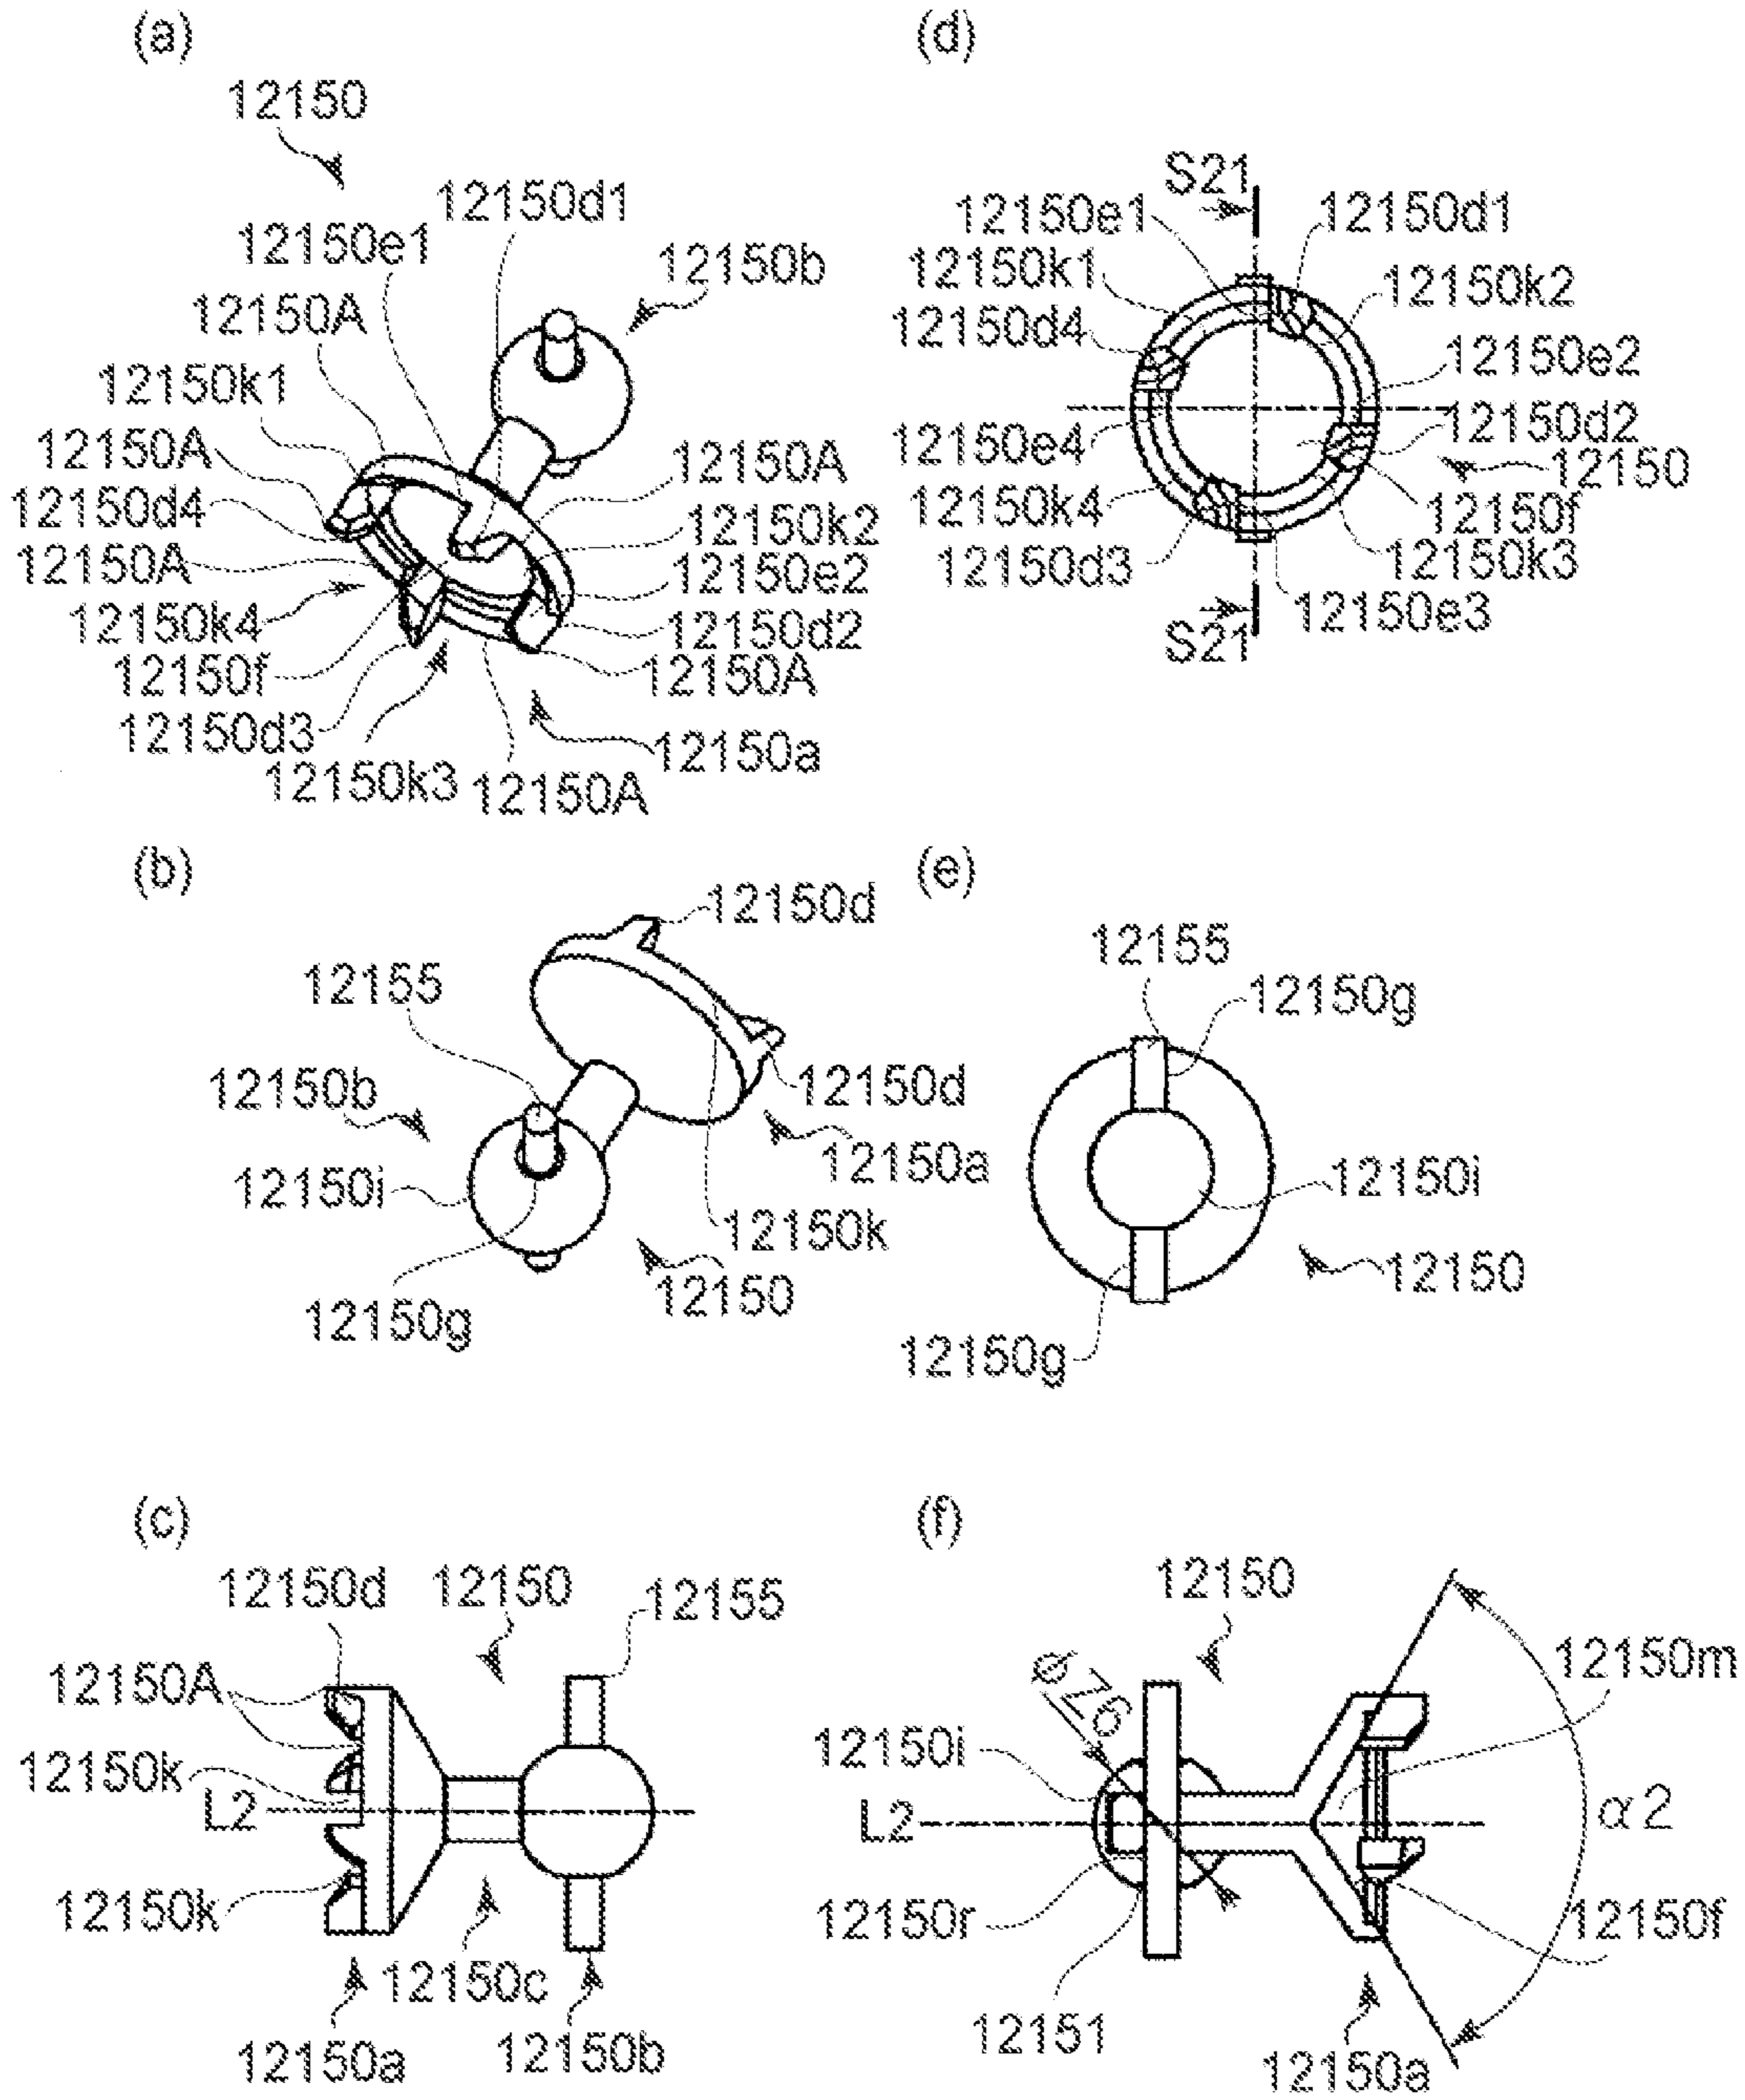 (a)
12150
12150d1
12150e1
12150b
12150A
12150k1
12150A
12150A
12150d4
12150k2
12150A
12150e2
12150k4
12150d2
12150f
12150A
12150d3
12150a
12150k3
12150A
(d)
S21
12150e1
12150d1
12150k1
12150k2
12150d4
12150e2
12150e4
12150d2
12150
12150k4
12150f
12150d3
12150k3
12150e3
S21
(b)
12150d
12155
12150b
12150d
12150a
12150i
12150k
12150
12150g
(e)
12155
12150g
12150i
12150
12150g
(c)
12150d
12150
12155
12150A
12150k
L2
12150k
12150c
12150a
12150b
(f)
12150
12150m
øZ6
12150i
L2
α2
12150r
12150f
12151
12150a